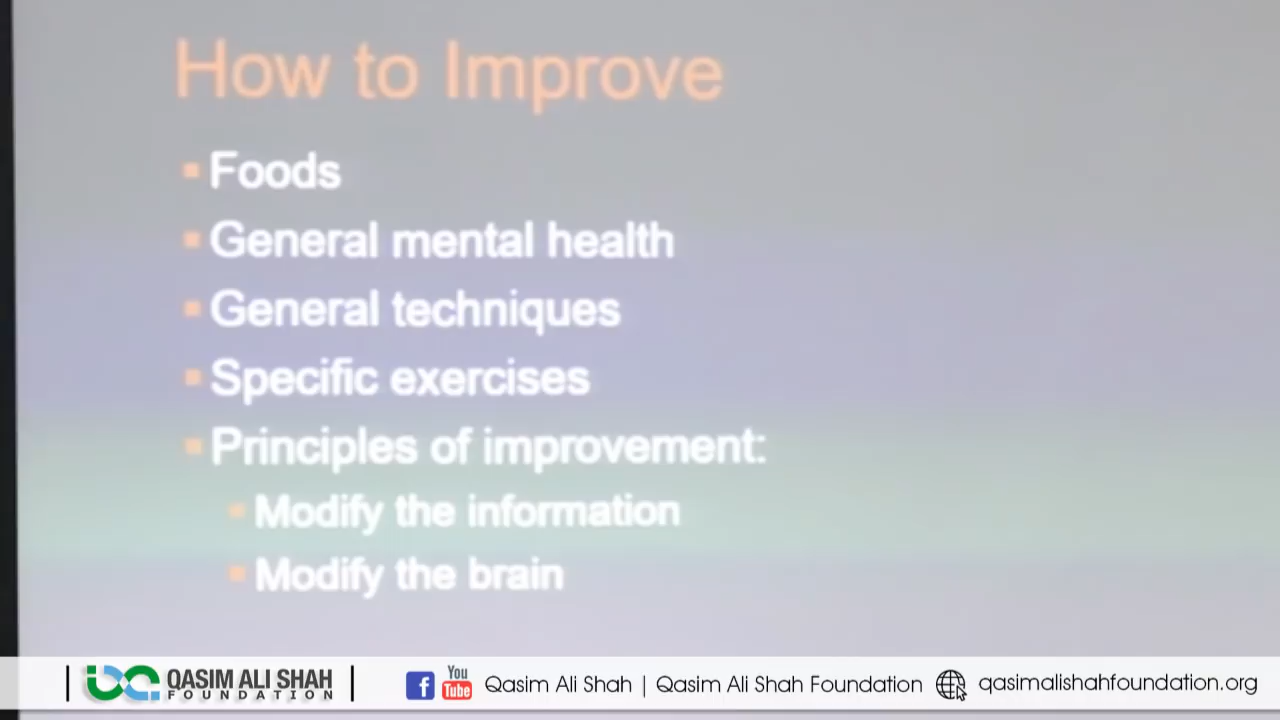 How to Improve
Foods
General mental health
General techniques
Specific exercises
Principles of improvement:
Modify the information
Modify the brain
QASIM ALI SHAH
FOUNDATION
f
You
Tube
Qasim Ali Shah | Qasim Ali Shah Foundation
qasimalishahfoundation.org